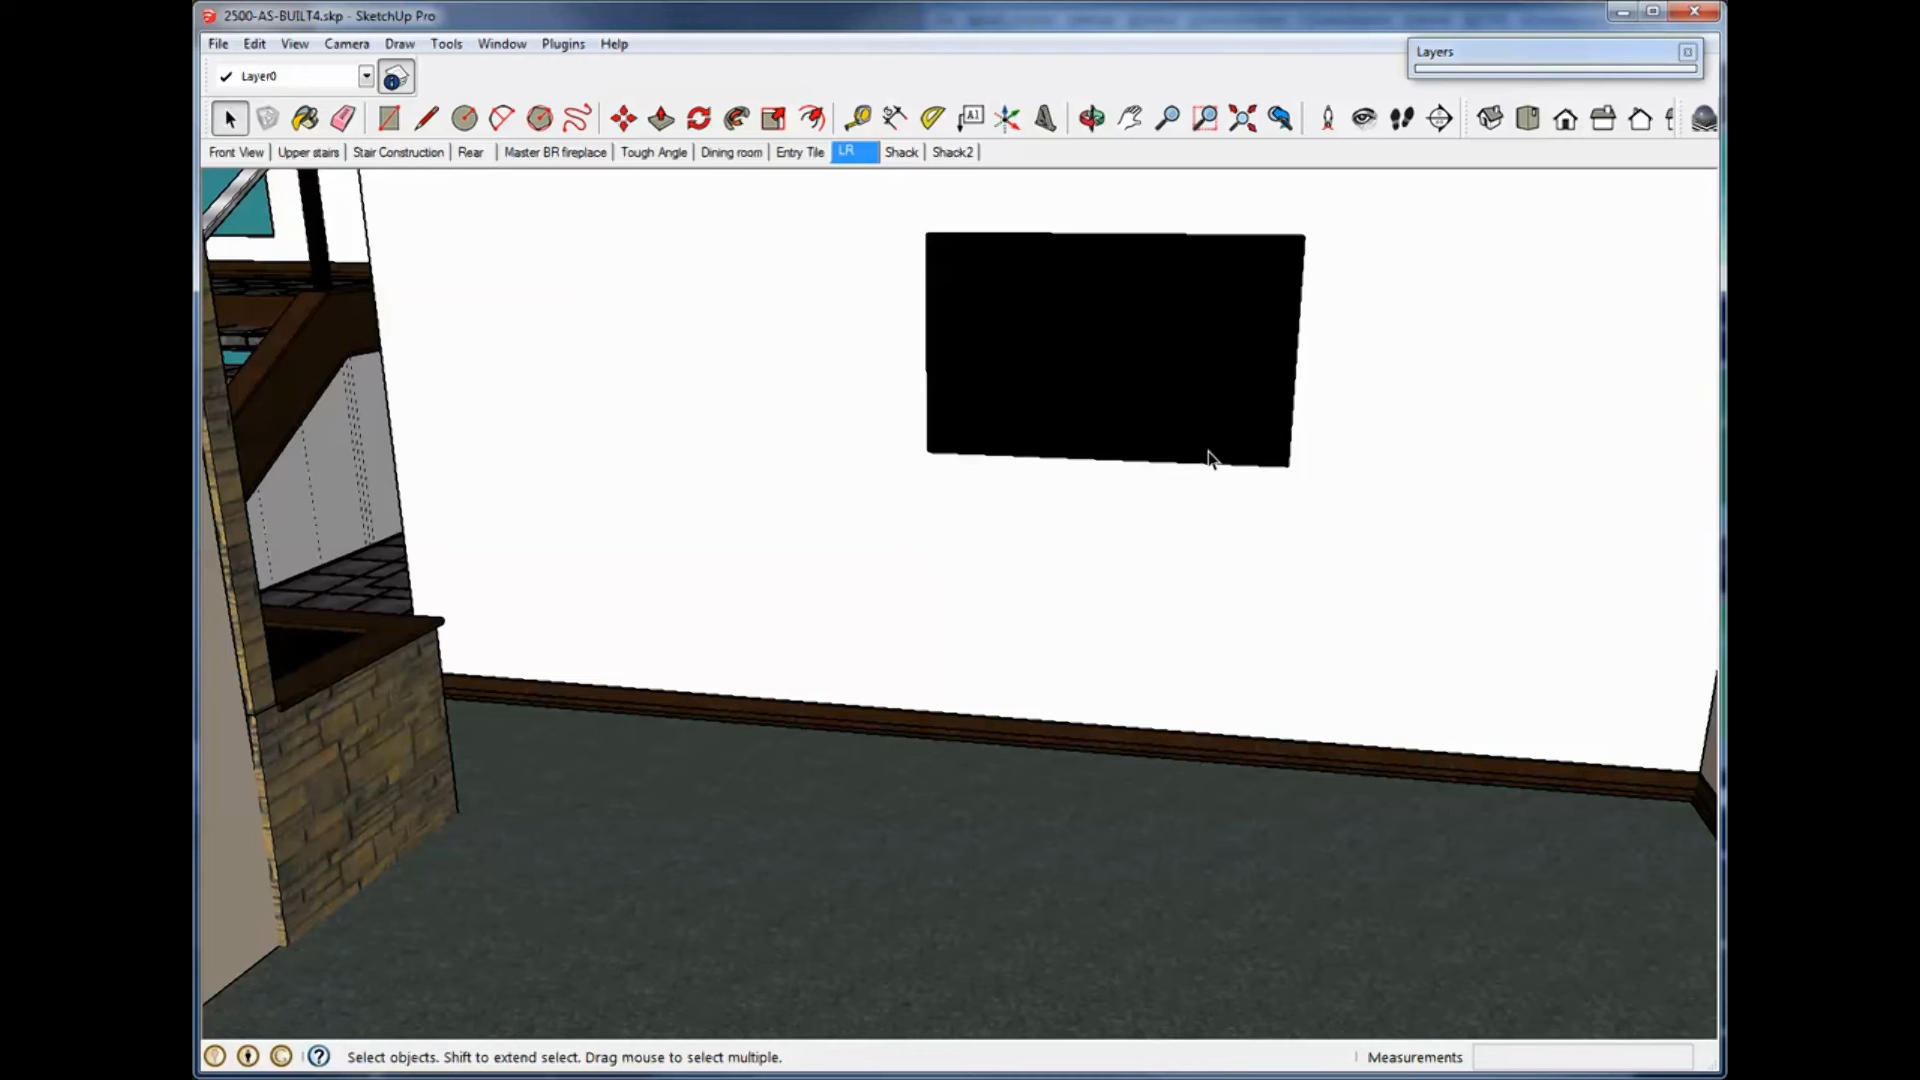 2500-AS-BUILT4.skp - SketchUp Pro
File Edit View Camera Draw Tools Window Plugins Help
Layers
Layer0
A1
Front View Upper stairs Stair Construction Rear Master BR fireplace Tough Angle Dining room Entry Tile LR Shack Shack2
Select objects. Shift to extend select. Drag mouse to select multiple.
Measurements